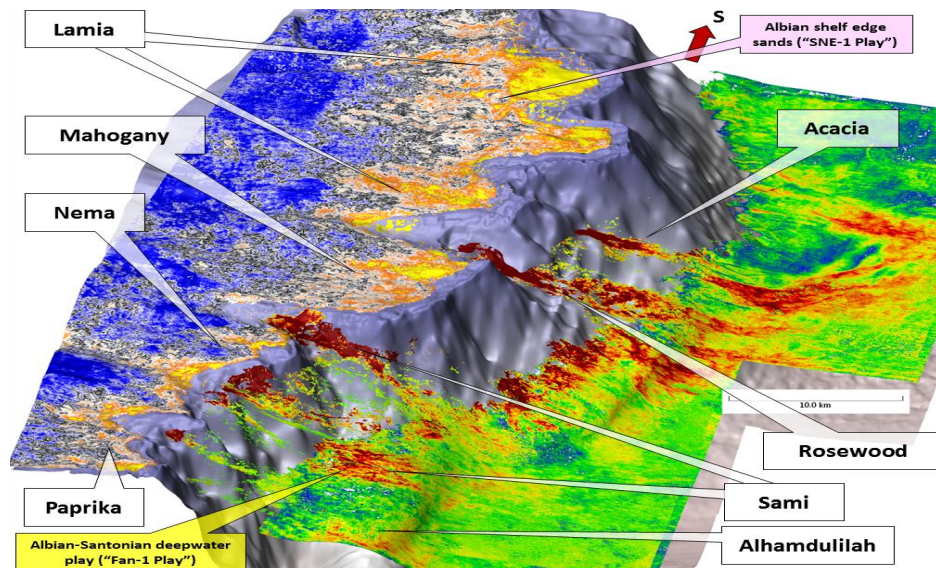 Lamia
S
Albian shelf edge
sands (“SNE-1 Play”)
Mahogany
Acacia
Nema
10.0 km
Rosewood
Paprika
Sami
Albian-Santonian deepwater
play (“Fan-1 Play”)
Alhamdulilah